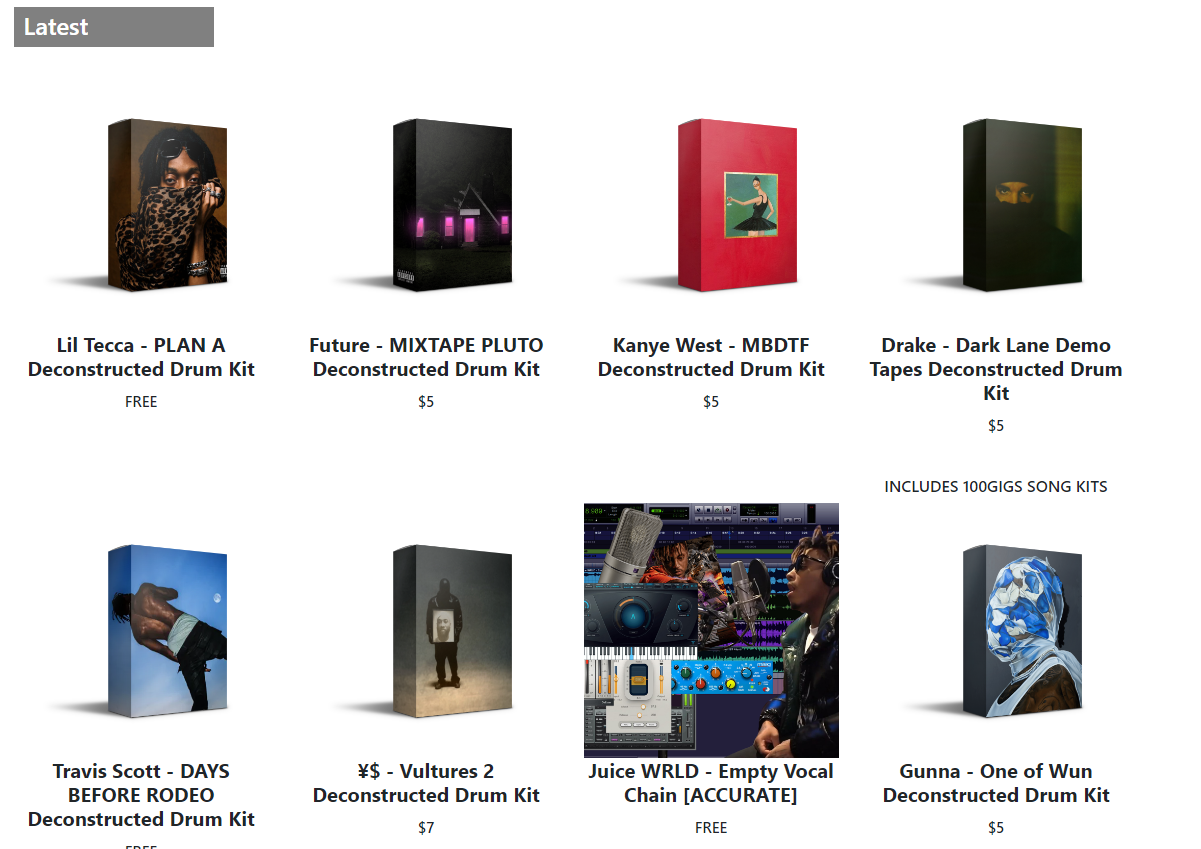 Latest
Lil Tecca - PLAN A
Deconstructed Drum Kit
FREE
Future - MIXTAPE PLUTO
Deconstructed Drum Kit
$5
Kanye West - MBDTF
Deconstructed Drum Kit
$5
Drake - Dark Lane Demo
Tapes Deconstructed Drum
Kit
$5
Travis Scott - DAYS
BEFORE RODEO
Deconstructed Drum Kit
FREE
¥$ - Vultures 2
Deconstructed Drum Kit
$7
Juice WRLD - Empty Vocal
Chain [ACCURATE]
FREE
INCLUDES 100GIGS SONG KITS
Gunna - One of Wun
Deconstructed Drum Kit
$5